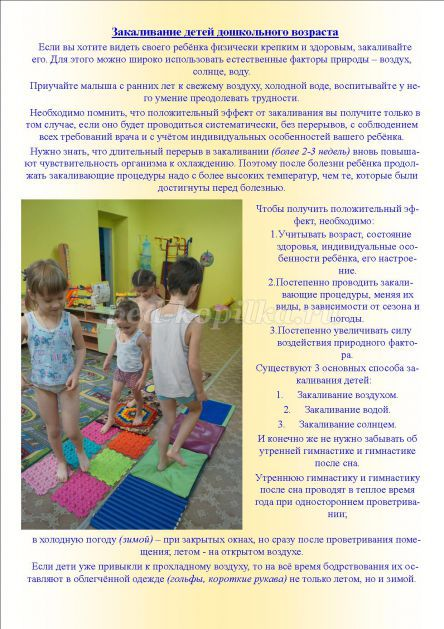 Закаливание детей дошкольного возраста
Если вы хотите видеть своего ребёнка физически крепким и здоровым, закаливайте
его. Для этого можно широко использовать естественные факторы природы – воздух,
солнце, воду.
Приучайте малыша с ранних лет к свежему воздуху, холодной воде, воспитывайте у не-
го умение преодолевать трудности.
Необходимо помнить, что положительный эффект от закаливания вы получите только в
том случае, если оно будет проводиться систематически, без перерывов, с соблюдением
всех требований врача и с учётом индивидуальных особенностей вашего ребёнка.
Нужно знать, что длительный перерыв в закаливании (более 2-3 недель) вновь повыша-
ют чувствительность организма к охлаждению. Поэтому после болезни ребёнка продол-
жать закаливающие процедуры надо с более высоких температур, чем те, которые были
достигнуты перед болезнью.
Чтобы получить положительный эф-
фект, необходимо:
1.Учитывать возраст, состояние
здоровья, индивидуальные осо-
бенности ребёнка, его настрое-
ние.
2.Постепенно проводить закали-
вающие процедуры, меняя их
виды, в зависимости от сезона и
погоды.
3.Постепенно увеличивать силу
воздействия природного факто-
ра.
Существуют 3 основных способа за-
каливания детей:
1. Закаливание воздухом.
2. Закаливание водой.
3. Закаливание солнцем.
И конечно же не нужно забывать об
утренней гимнастике и гимнастике
после сна.
Утреннюю гимнастику и гимнастику
после сна проводят в теплое время
года при одностороннем проветрива-
нии;
в холодную погоду (зимой) – при закрытых окнах, но сразу после проветривания поме-
щения; летом - на открытом воздухе.
Если дети уже привыкли к прохладному воздуху, то на всё время бодрствования их ос-
тавляют в облегчённой одежде (гольфы, короткие рукава) не только летом, но и зимой.